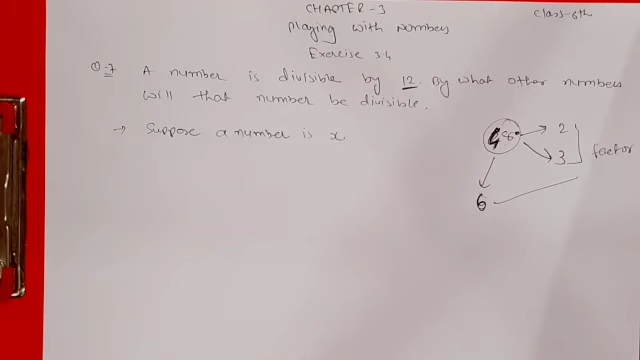 CHAPTER-3
Class-6th
Playing with Numbers
Exercise 3.4
Q-7 A number is divisible by 12. By what other numbers
will that number be divisible.
→ Suppose a number is x
48 → 2
→ 3
factor
6